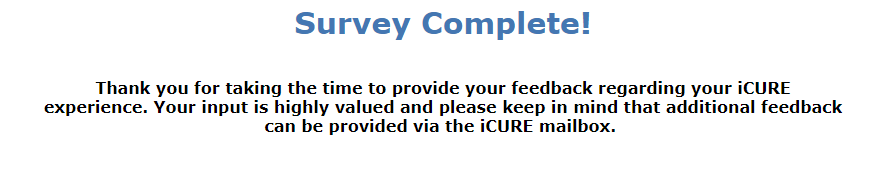 Survey Complete!
Thank you for taking the time to provide your feedback regarding your iCURE
experience. Your input is highly valued and please keep in mind that additional feedback
can be provided via the iCURE mailbox.